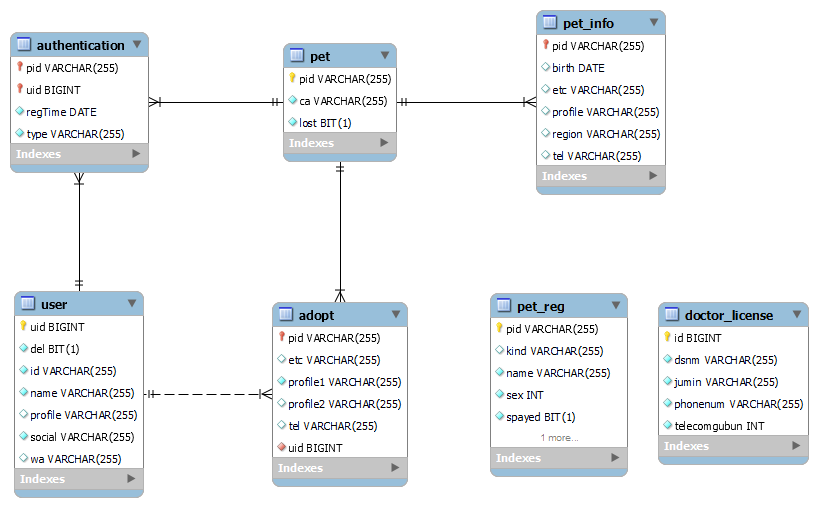 authentication
pid VARCHAR(255)
uid BIGINT
regTime DATE
type VARCHAR(255)
Indexes
pet
pid VARCHAR(255)
ca VARCHAR(255)
lost BIT(1)
Indexes
pet_info
pid VARCHAR(255)
birth DATE
etc VARCHAR(255)
profile VARCHAR(255)
region VARCHAR(255)
tel VARCHAR(255)
Indexes
user
uid BIGINT
del BIT(1)
id VARCHAR(255)
name VARCHAR(255)
profile VARCHAR(255)
social VARCHAR(255)
wa VARCHAR(255)
Indexes
adopt
pid VARCHAR(255)
etc VARCHAR(255)
profile1 VARCHAR(255)
profile2 VARCHAR(255)
tel VARCHAR(255)
uid BIGINT
Indexes
pet_reg
pid VARCHAR(255)
kind VARCHAR(255)
name VARCHAR(255)
sex INT
spayed BIT(1)
1 more...
Indexes
doctor_license
id BIGINT
dsnm VARCHAR(255)
jumin VARCHAR(255)
phonenum VARCHAR(255)
telecomgubun INT
Indexes